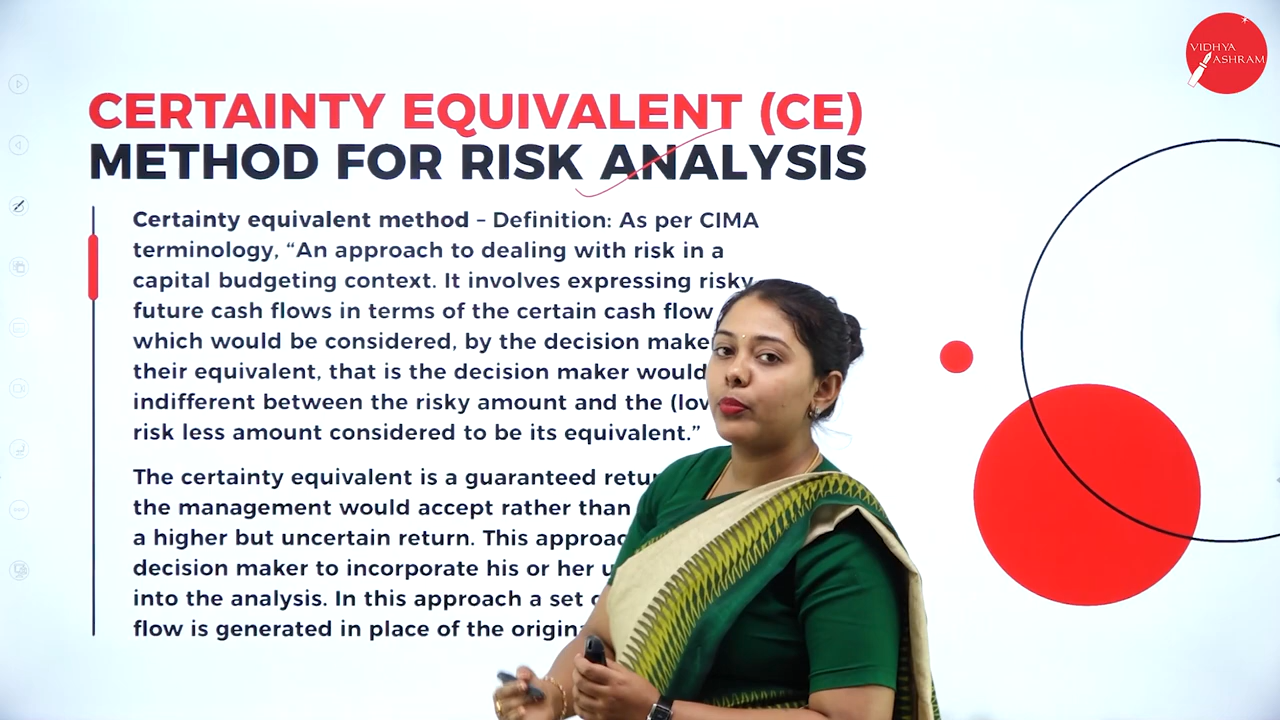 VIDHYA
ASHRAM
CERTAINTY EQUIVALENT (CE)
METHOD FOR RISK ANALYSIS
Certainty equivalent method – Definition: As per CIMA
terminology, “An approach to dealing with risk in a
capital budgeting context. It involves expressing risky
future cash flows in terms of the certain cash flow
which would be considered, by the decision
their equivalent, that is the decision maker would
indifferent between the risky amount and the
risk less amount considered to be its equivalent.”
The certainty equivalent is a guaranteed
the management would accept rather than
a higher but uncertain return. This
decision maker to incorporate his or her
into the analysis. In this approach a set
flow is generated in place of the